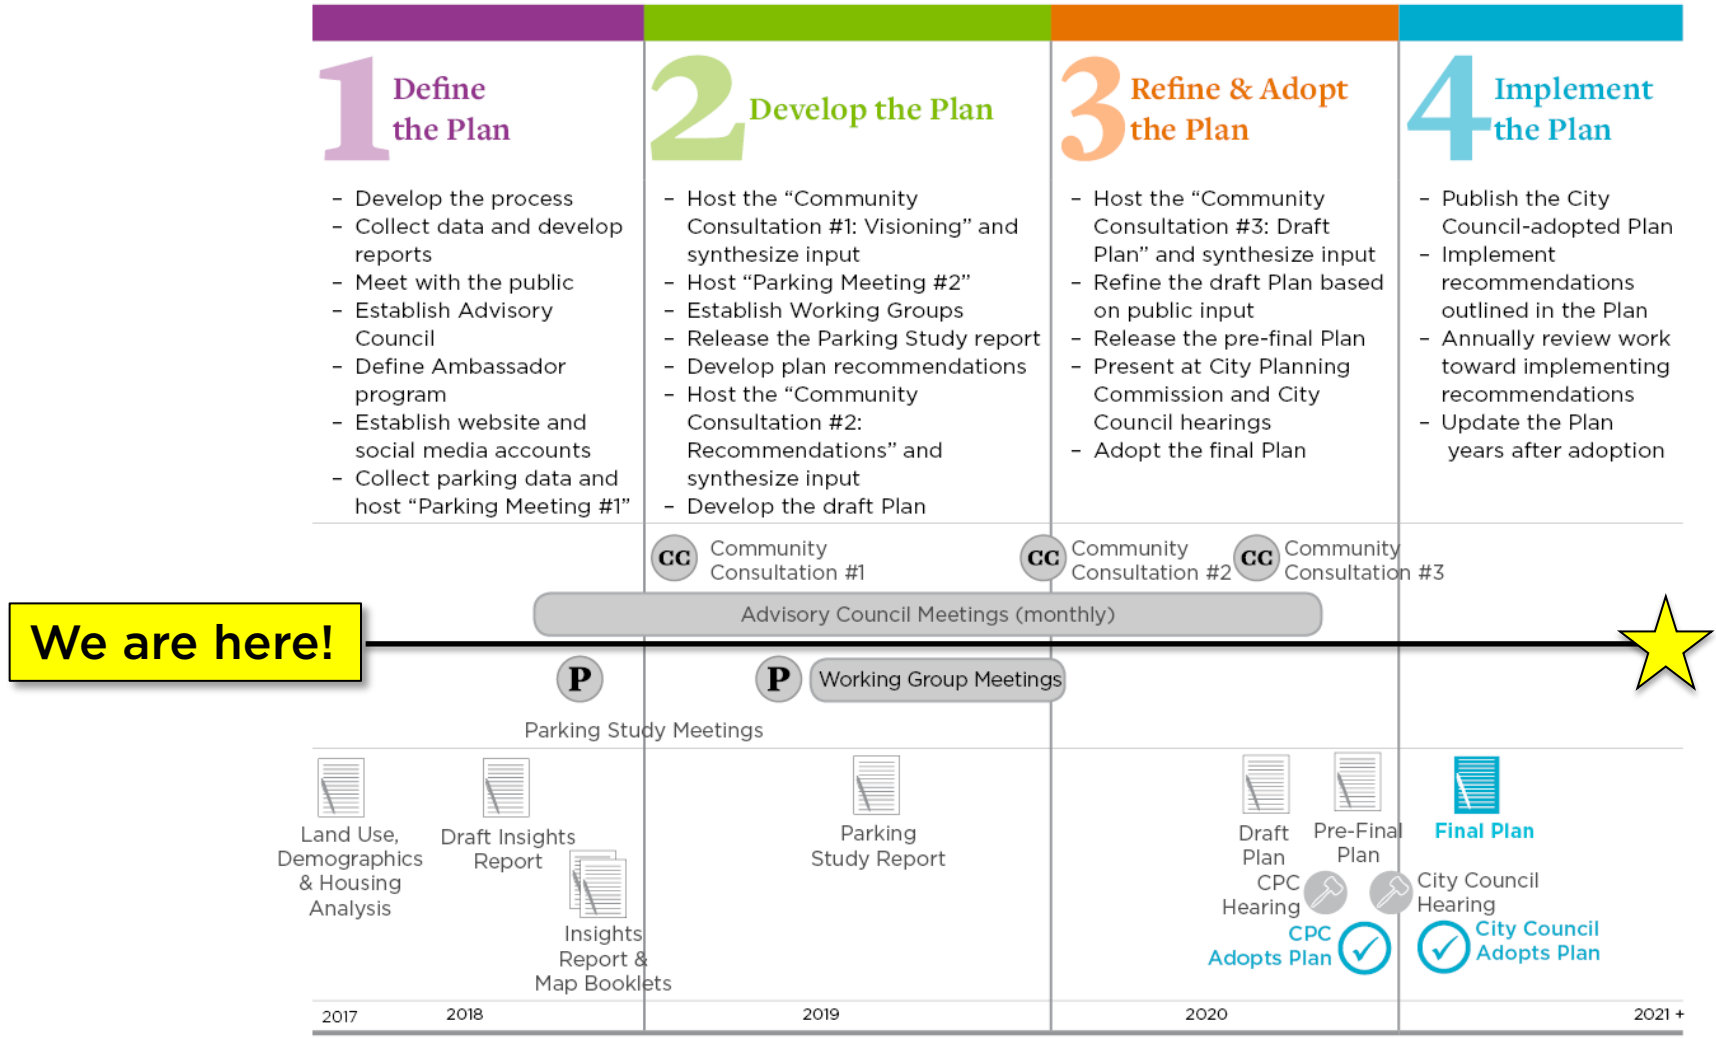 1 Define
the Plan
– Develop the process
– Collect data and develop
reports
– Meet with the public
– Establish Advisory
Council
– Define Ambassador
program
– Establish website and
social media accounts
– Collect parking data and
host “Parking Meeting #1”
2 Develop the Plan
– Host the “Community
Consultation #1: Visioning” and
synthesize input
– Host “Parking Meeting #2”
– Establish Working Groups
– Release the Parking Study report
– Develop plan recommendations
– Host the “Community
Consultation #2:
Recommendations” and
synthesize input
– Develop the draft Plan
3 Refine & Adopt
the Plan
– Host the “Community
Consultation #3: Draft
Plan” and synthesize input
– Refine the draft Plan based
on public input
– Release the pre-final Plan
– Present at City Planning
Commission and City
Council hearings
– Adopt the final Plan
4 Implement
the Plan
– Publish the City
Council-adopted Plan
– Implement
recommendations
outlined in the Plan
– Annually review work
toward implementing
recommendations
– Update the Plan
years after adoption
CC Community
Consultation #1
CC Community
Consultation #2
CC Community
Consultation #3
Advisory Council Meetings (monthly)
We are here!
P
P
Working Group Meetings
Parking Study Meetings
Land Use,
Demographics
& Housing
Analysis
Draft Insights
Report
Insights
Report &
Map Booklets
Parking
Study Report
Draft
Plan
Pre-Final
Plan
Final Plan
CPC
Hearing
City Council
Hearing
CPC
Adopts Plan
City Council
Adopts Plan
2017
2018
2019
2020
2021 +